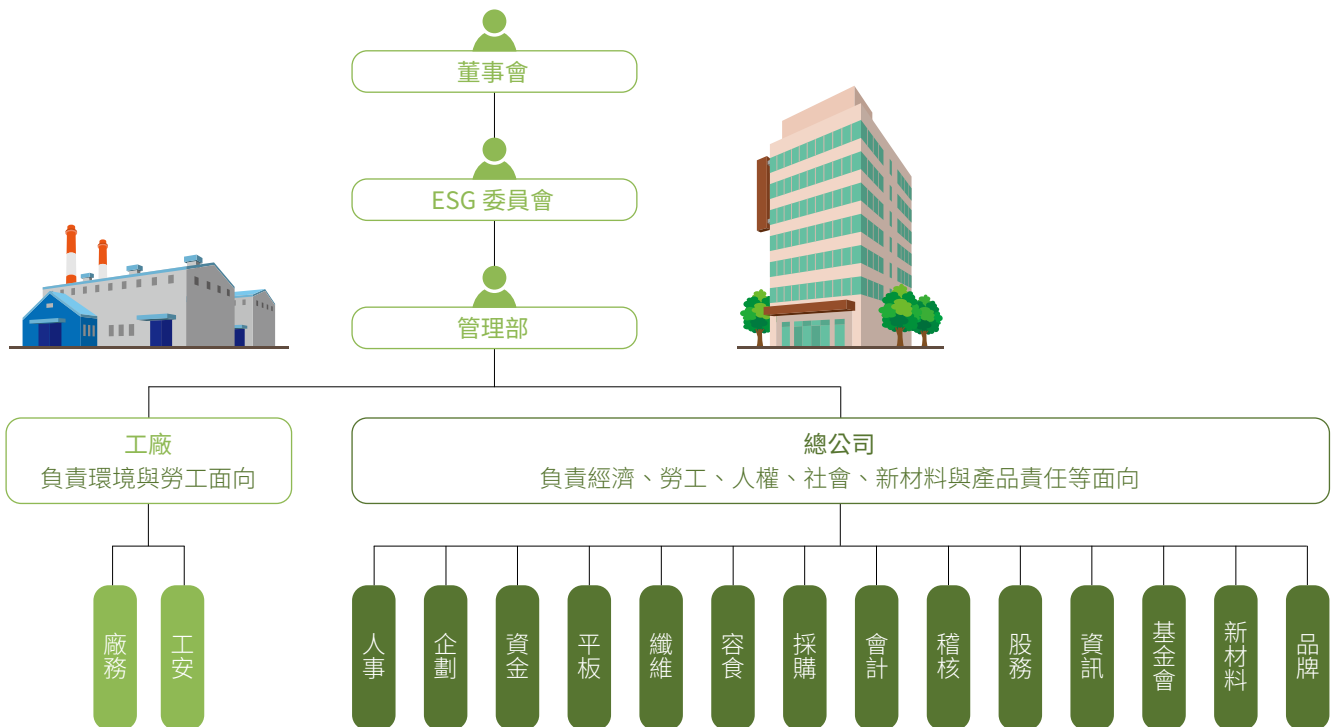 董事會
ESG 委員會
管理部
工廠
負責環境與勞工面向
總公司
負責經濟、勞工、人權、社會、新材料與產品責任等面向
廠務
工安
人事
企劃
資金
平板
纖維
容食
採購
會計
稽核
股務
資訊
基金會
新材料
品牌